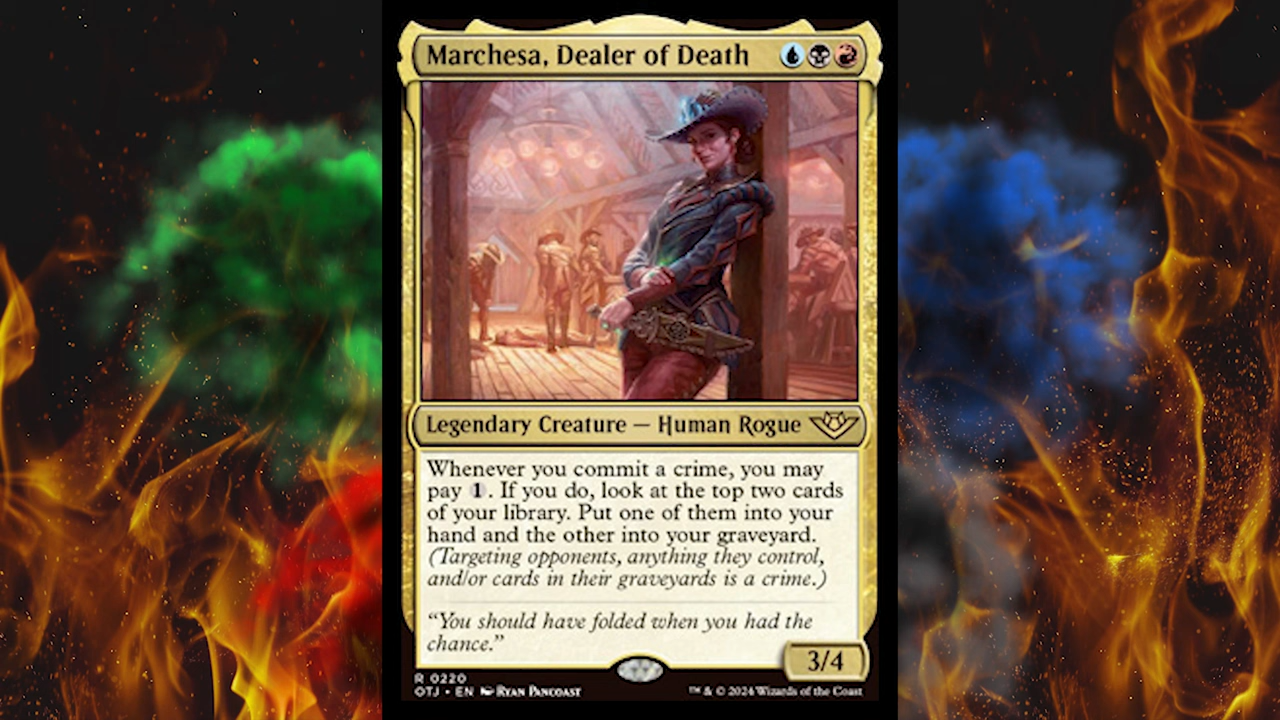 Marchesa, Dealer of Death
Legendary Creature — Human Rogue
Whenever you commit a crime, you may
pay 1. If you do, look at the top two cards
of your library. Put one of them into your
hand and the other into your graveyard.
(Targeting opponents, anything they control,
and/or cards in their graveyards is a crime.)
“You should have folded when you had the
chance.”
3/4
R 0220
OTJ • EN Ryan Pancoast
™ & © 2024 Wizards of the Coast